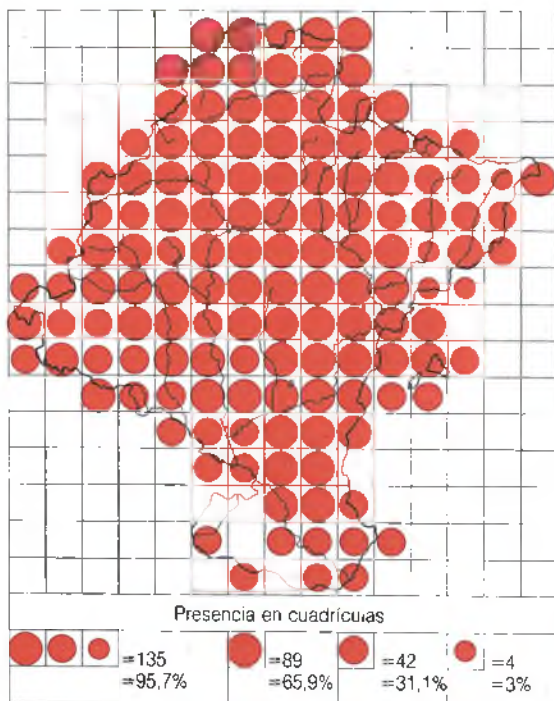 Presencia en cuadrículas
=135 =89 =42 =4
=95,7% =65,9% =31,1% =3%